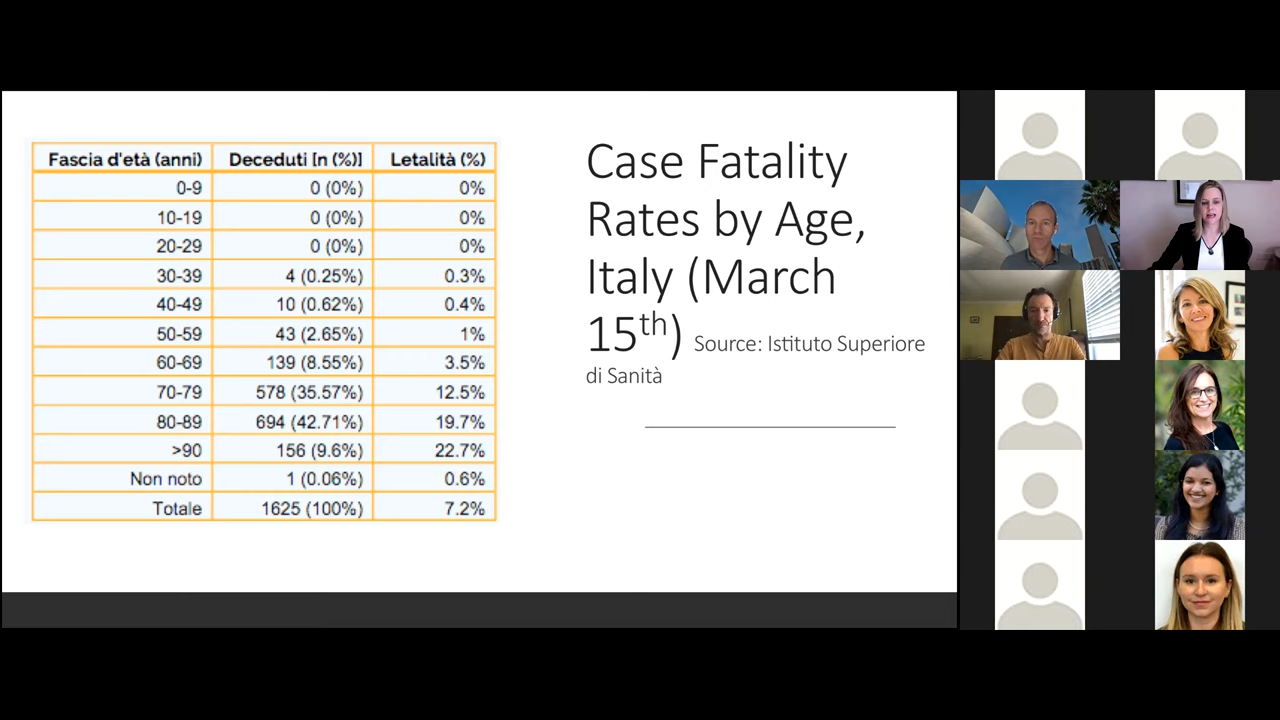 Fascia d'età (anni) Deceduti [n (%)] Letalità (%)
0-9 0 (0%) 0%
10-19 0 (0%) 0%
20-29 0 (0%) 0%
30-39 4 (0.25%) 0.3%
40-49 10 (0.62%) 0.4%
50-59 43 (2.65%) 1%
60-69 139 (8.55%) 3.5%
70-79 578 (35.57%) 12.5%
80-89 694 (42.71%) 19.7%
>90 156 (9.6%) 22.7%
Non noto 1 (0.06%) 0.6%
Totale 1625 (100%) 7.2%
Case Fatality
Rates by Age,
Italy (March
15th) Source: Istituto Superiore
di Sanità